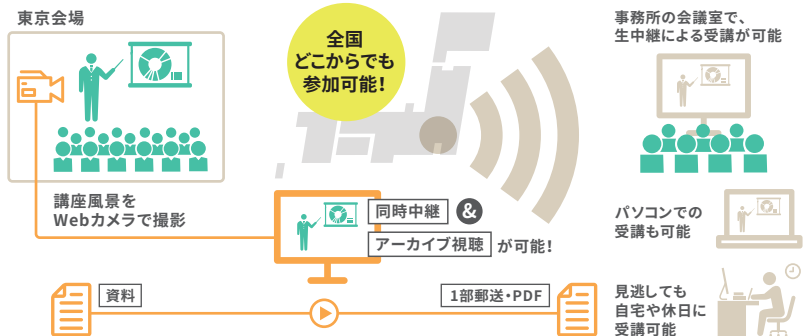 東京会場
全国
どこからでも
参加可能！
事務所の会議室で、
生中継による受講が可能
講座風景を
Webカメラで撮影
同時中継
&
アーカイブ視聴 が可能！
パソコンでの
受講も可能
資料
1部郵送・PDF
見逃しても
自宅や休日に
受講可能